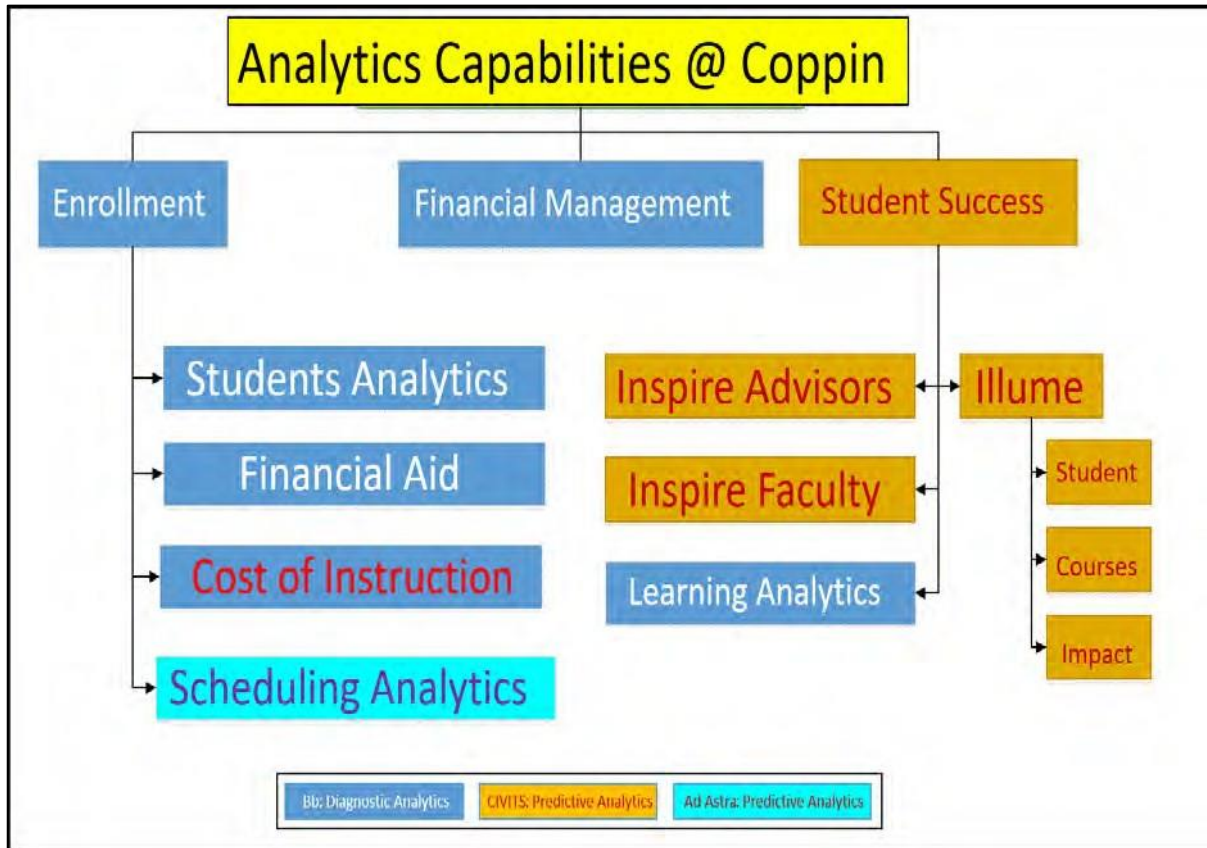 Analytics Capabilities @ Coppin
Enrollment
Financial Management
Student Success
Students Analytics
Financial Aid
Cost of Instruction
Scheduling Analytics
Inspire Advisors
Inspire Faculty
Learning Analytics
Illume
Student
Courses
Impact
Bb: Diagnostic Analytics
CIVITS: Predictive Analytics
Ad Astra: Predictive Analytics